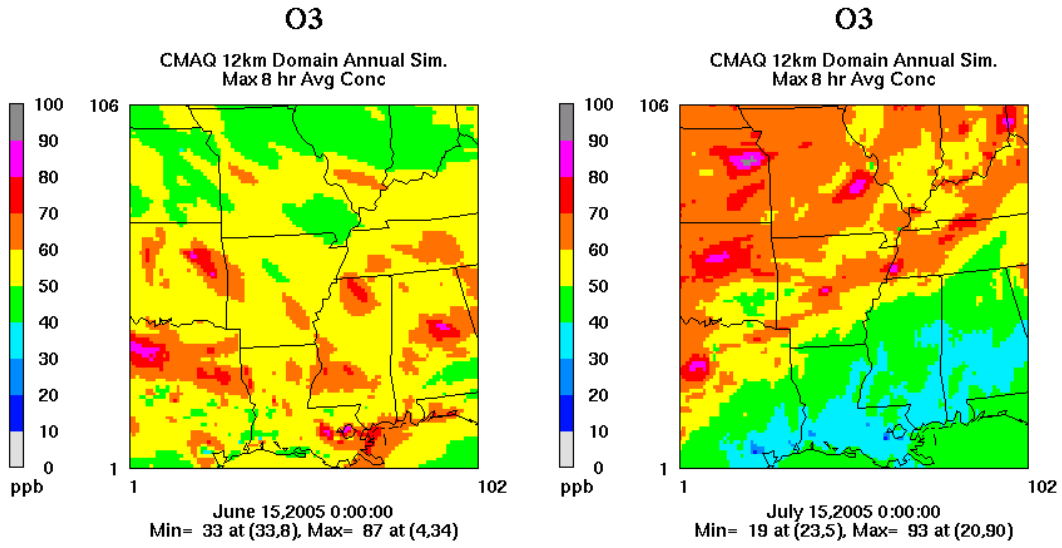 O3
CMAQ 12km Domain Annual Sim.
Max 8 hr Avg Conc
100
90
80
70
60
50
40
30
20
10
0
ppb
106
1
1
102
June 15,2005 0:00:00
Min= 33 at (33,8), Max= 87 at (4,34)
O3
CMAQ 12km Domain Annual Sim.
Max 8 hr Avg Conc
100
90
80
70
60
50
40
30
20
10
0
ppb
106
1
1
102
July 15,2005 0:00:00
Min= 19 at (23,5), Max= 93 at (20,90)